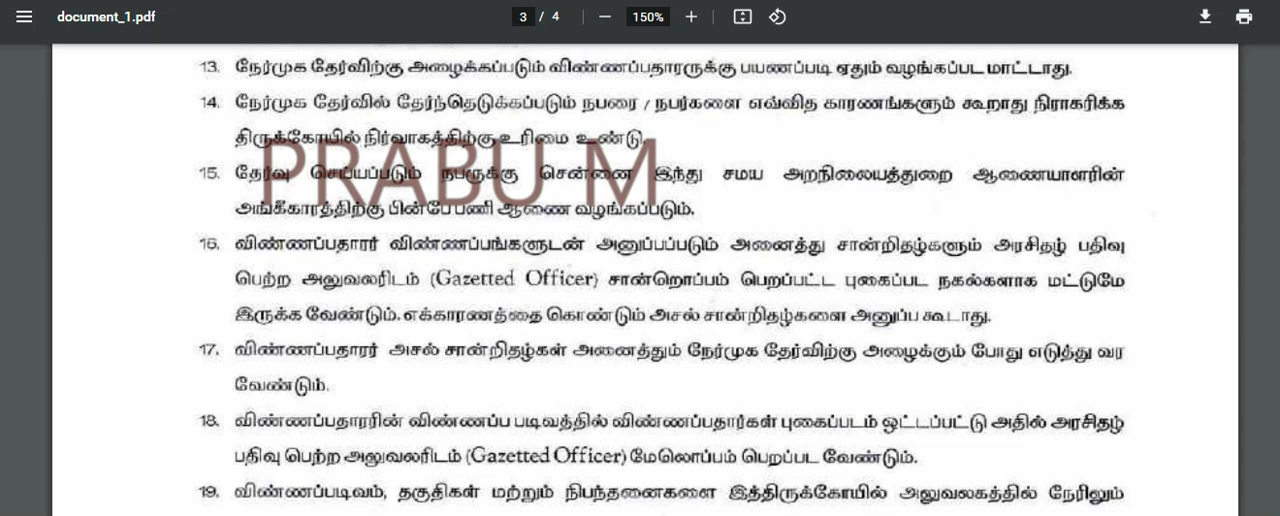 document_1.pdf 3 / 4 150%
13. நேர்முக தேர்விற்கு அழைக்கப்படும் விண்ணப்பதாரருக்கு பயணப்படி ஏதும் வழங்கப்பட மாட்டாது.
14. நேர்முக தேர்வில் தேர்ந்தெடுக்கப்படும் நபரை / நபர்களை எவ்வித காரணங்களும் கூறாது நிராகரிக்க
திருக்கோயில் நிர்வாகத்திற்கு உரிமை உண்டு.
PRABU M
15. தேர்வு செய்யப்படும் நபருக்கு சென்னை இந்து சமய அறநிலையத்துறை ஆணையாளரின்
அங்கீகாரத்திற்கு பின்பே பணி ஆணை வழங்கப்படும்.
16. விண்ணப்பதாரர் விண்ணப்பங்களுடன் அனுப்பப்படும் அனைத்து சான்றிதழ்களும் அரசிதழ் பதிவு
பெற்ற அலுவலரிடம் (Gazetted Officer) சான்றொப்பம் பெறப்பட்ட புகைப்பட நகல்களாக மட்டுமே
இருக்க வேண்டும். எக்காரணத்தை கொண்டும் அசல் சான்றிதழ்களை அனுப்ப கூடாது.
17. விண்ணப்பதாரர் அசல் சான்றிதழ்கள் அனைத்தும் நேர்முக தேர்விற்கு அழைக்கும் போது எடுத்து வர
வேண்டும்.
18. விண்ணப்பதாரரின் விண்ணப்ப படிவத்தில் விண்ணப்பதார்கள் புகைப்படம் ஒட்டப்பட்டு அதில் அரசிதழ்
பதிவு பெற்ற அலுவலரிடம் (Gazetted Officer) மேலொப்பம் பெறப்பட வேண்டும்.
19. விண்ணப்படிவம், தகுதிகள் மற்றும் நிபந்தனைகளை இத்திருக்கோயில் அலுவலகத்தில் நேரிலும்